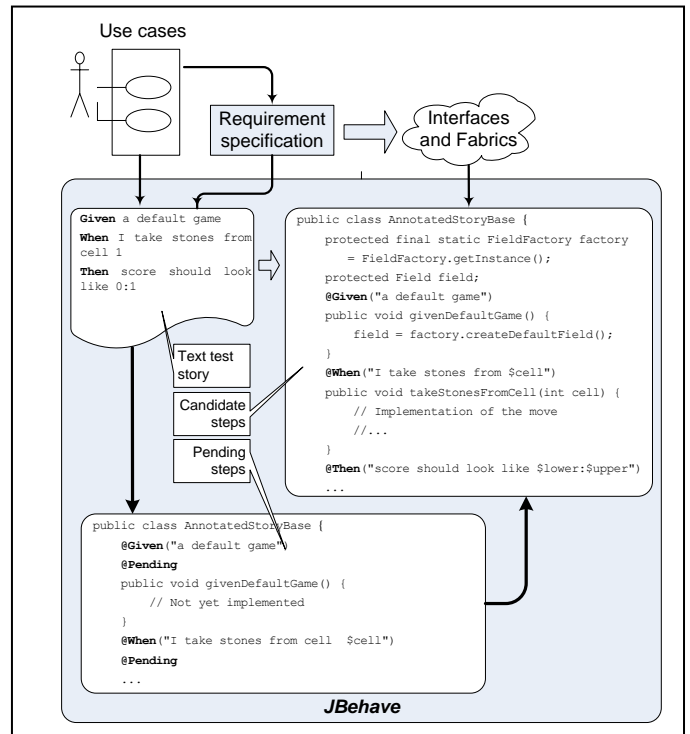 Use cases
Requirement
specification
Interfaces
and Fabrics
Given a default game
When I take stones from
cell 1
Then score should look
like 0:1
Text test
story
Candidate
steps
Pending
steps
public class AnnotatedStoryBase {
protected final static FieldFactory factory
= FieldFactory.getInstance();
protected Field field;
@Given("a default game")
public void givenDefaultGame() {
field = factory.createDefaultField();
}
@When("I take stones from $cell")
public void takeStonesFromCell(int cell) {
// Implementation of the move
//...
}
@Then("score should look like $lower:$upper")
...
public class AnnotatedStoryBase {
@Given("a default game")
@Pending
public void givenDefaultGame() {
// Not yet implemented
}
@When("I take stones from cell  $cell")
@Pending
...
JBehave